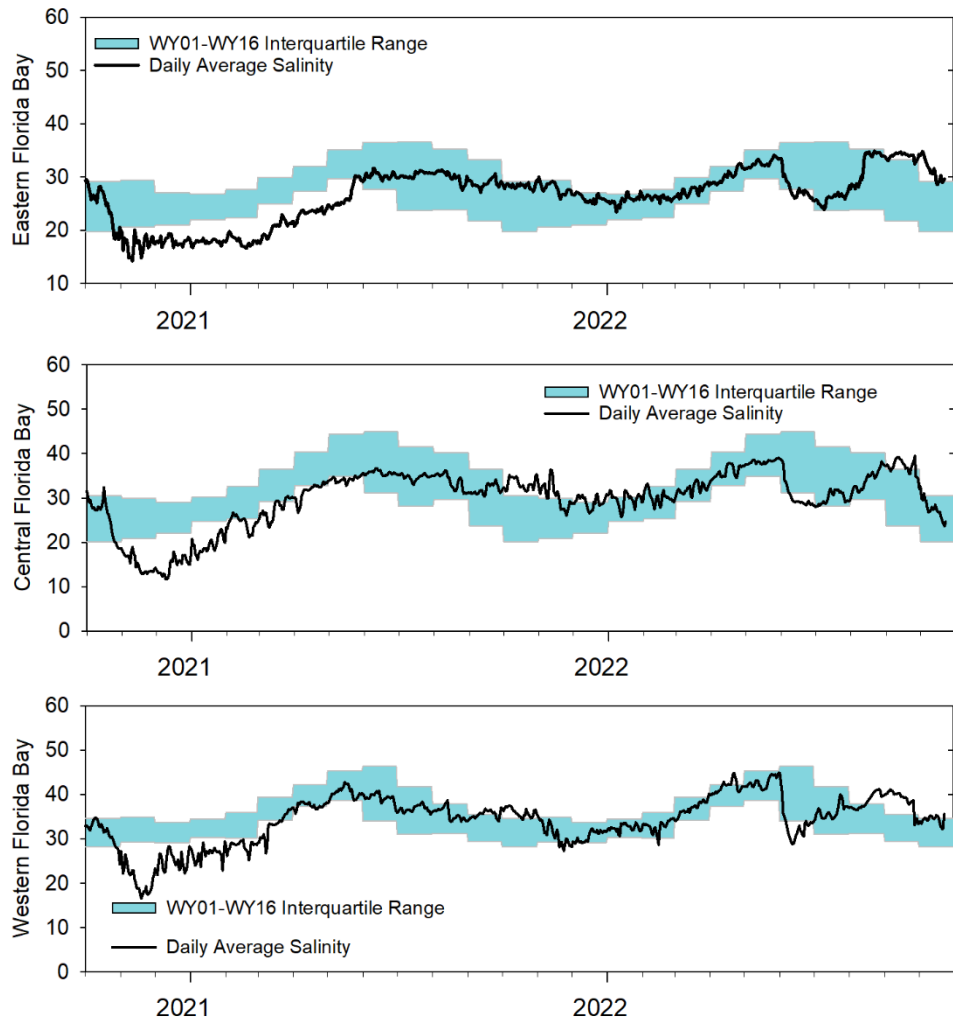 60
50
40
30
20
10
Eastern Florida Bay
WY01-WY16 Interquartile Range
Daily Average Salinity
2021
2022
60
50
40
30
20
10
0
Central Florida Bay
WY01-WY16 Interquartile Range
Daily Average Salinity
2021
2022
60
50
40
30
20
10
0
Western Florida Bay
WY01-WY16 Interquartile Range
Daily Average Salinity
2021
2022